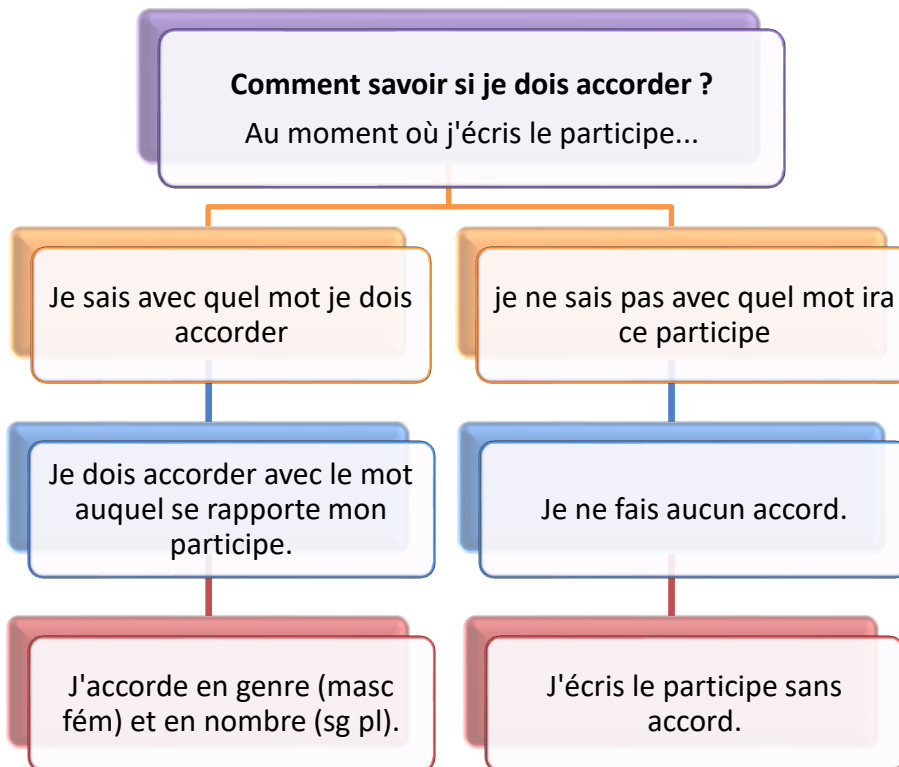 Comment savoir si je dois accorder ?
Au moment où j'écris le participe...
Je sais avec quel mot je dois
accorder
je ne sais pas avec quel mot ira
ce participe
Je dois accorder avec le mot
auquel se rapporte mon
participe.
Je ne fais aucun accord.
J'accorde en genre (masc
fém) et en nombre (sg pl).
J'écris le participe sans
accord.